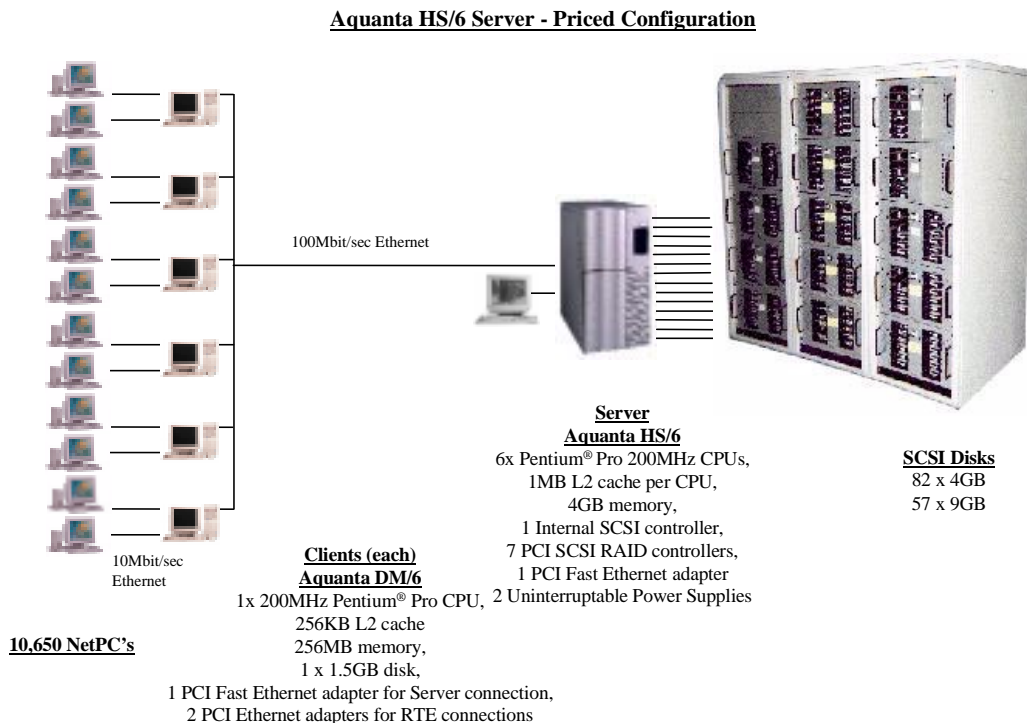 Aquanta HS/6 Server - Priced Configuration
100Mbit/sec Ethernet
10Mbit/sec
Ethernet
10,650 NetPC's
Clients (each)
Aquanta DM/6
1x 200MHz Pentium® Pro CPU,
256KB L2 cache
256MB memory,
1 x 1.5GB disk,
1 PCI Fast Ethernet adapter for Server connection,
2 PCI Ethernet adapters for RTE connections
Server
Aquanta HS/6
6x Pentium® Pro 200MHz CPUs,
1MB L2 cache per CPU,
4GB memory,
1 Internal SCSI controller,
7 PCI SCSI RAID controllers,
1 PCI Fast Ethernet adapter
2 Uninterruptable Power Supplies
SCSI Disks
82 x 4GB
57 x 9GB